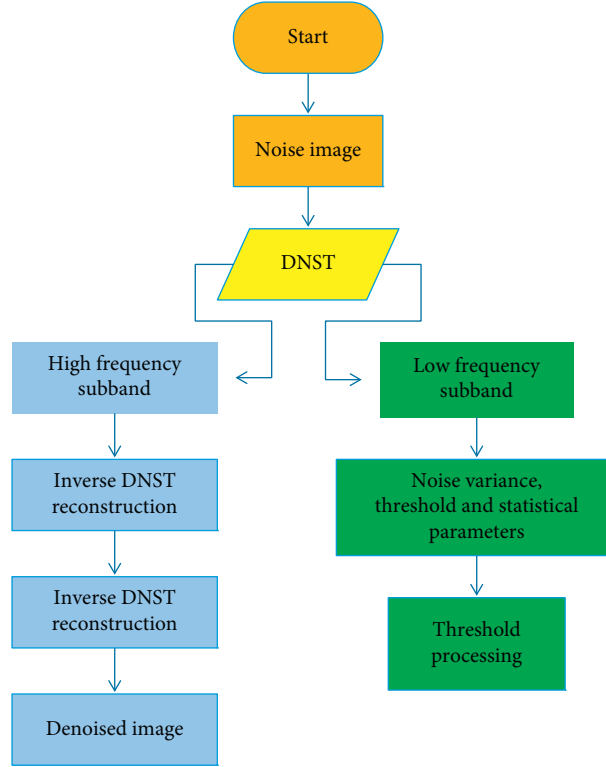 Start
Noise image
DNST
High frequency
subband
Inverse DNST
reconstruction
Inverse DNST
reconstruction
Denoised image
Low frequency
subband
Noise variance,
threshold and statistical
parameters
Threshold
processing